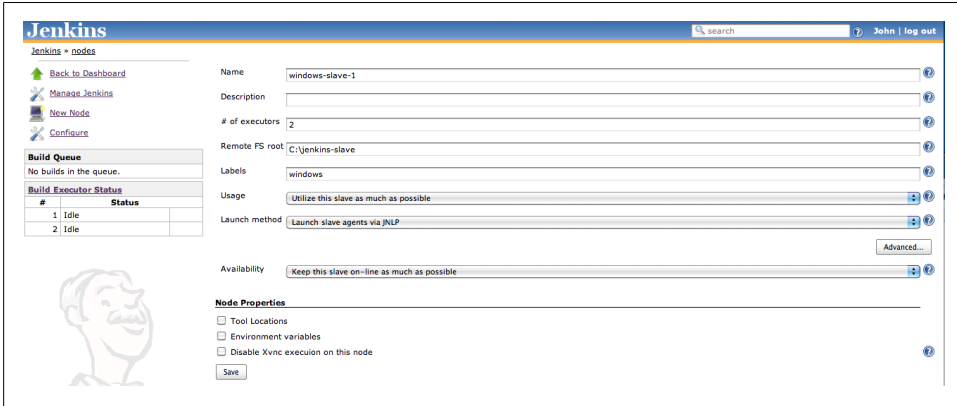 Jenkins
search
John | log out
Jenkins » nodes
Back to Dashboard
Manage Jenkins
New Node
Configure
Build Queue
No builds in the queue.
Build Executor Status
# Status
1 Idle
2 Idle
Name windows-slave-1
Description
# of executors 2
Remote FS root C:\jenkins-slave
Labels windows
Usage Utilize this slave as much as possible
Launch method Launch slave agents via JNLP
Advanced...
Availability Keep this slave on-line as much as possible
Node Properties
Tool Locations
Environment variables
Disable Xvnc execuion on this node
Save